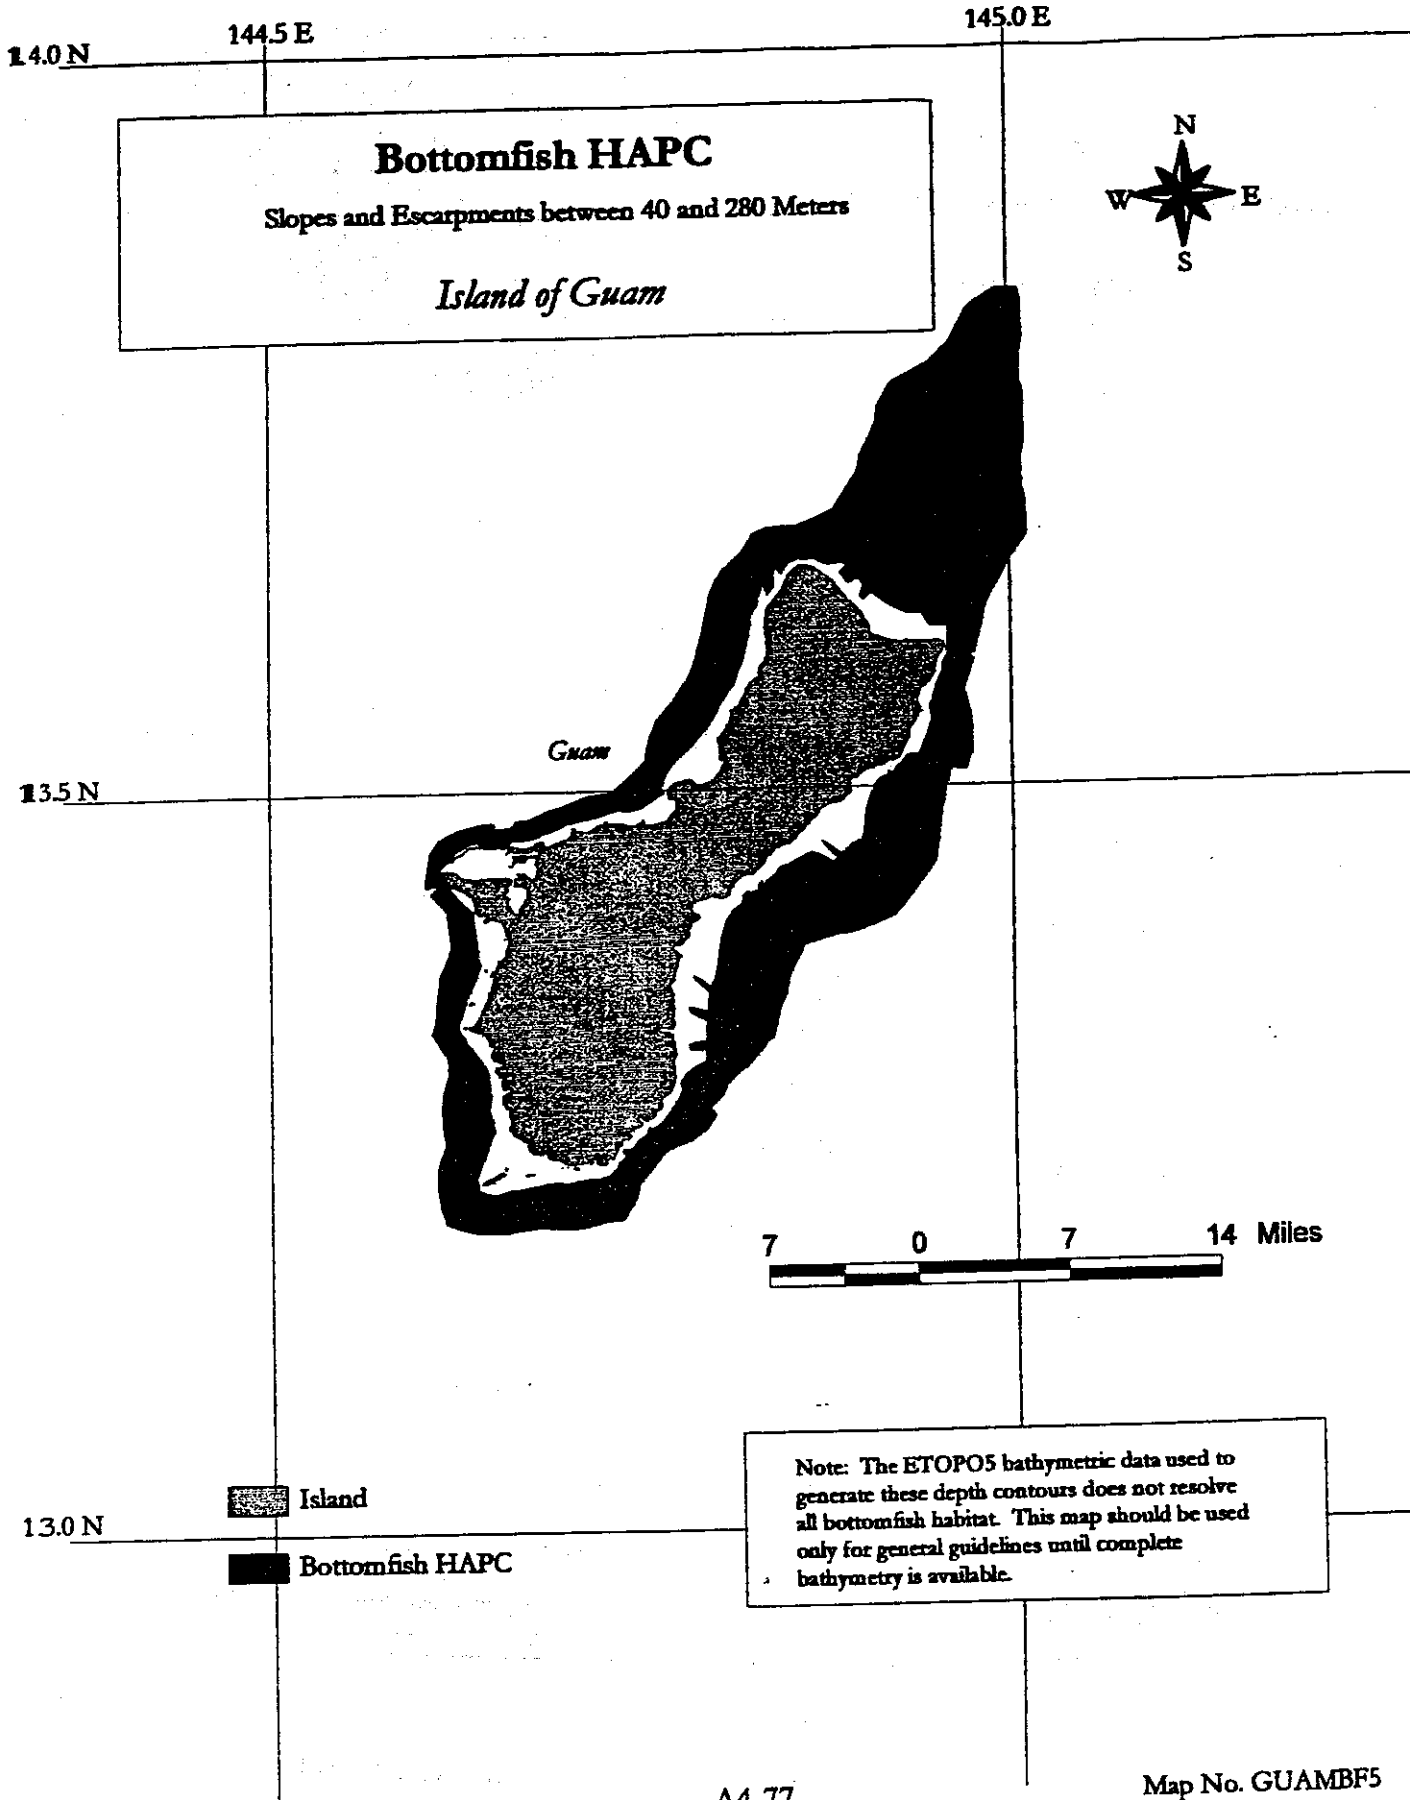 144.5 E
145.0 E
14.0 N
Bottomfish HAPC
Slopes and Escarpments between 40 and 280 Meters
Island of Guam
N
W E
S
Guam
13.5 N
7 0 7 14 Miles
Note: The ETOPO5 bathymetric data used to
generate these depth contours does not resolve
all bottomfish habitat. This map should be used
only for general guidelines until complete
bathymetry is available.
Island
13.0 N
Bottomfish HAPC
A4-77
Map No. GUAMBF5